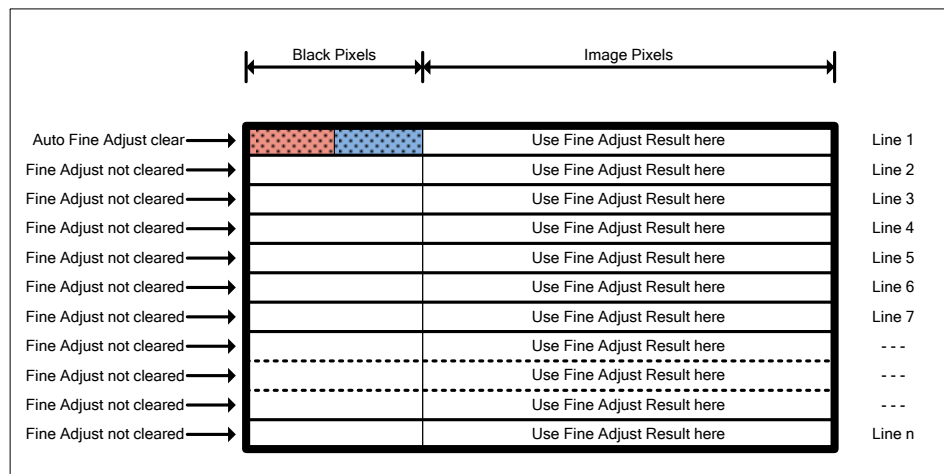 Black Pixels Image Pixels
Auto Fine Adjust clear Use Fine Adjust Result here Line 1
Fine Adjust not cleared Use Fine Adjust Result here Line 2
Fine Adjust not cleared Use Fine Adjust Result here Line 3
Fine Adjust not cleared Use Fine Adjust Result here Line 4
Fine Adjust not cleared Use Fine Adjust Result here Line 5
Fine Adjust not cleared Use Fine Adjust Result here Line 6
Fine Adjust not cleared Use Fine Adjust Result here Line 7
Fine Adjust not cleared Use Fine Adjust Result here - - -
Fine Adjust not cleared Use Fine Adjust Result here - - -
Fine Adjust not cleared Use Fine Adjust Result here - - -
Fine Adjust not cleared Use Fine Adjust Result here Line n